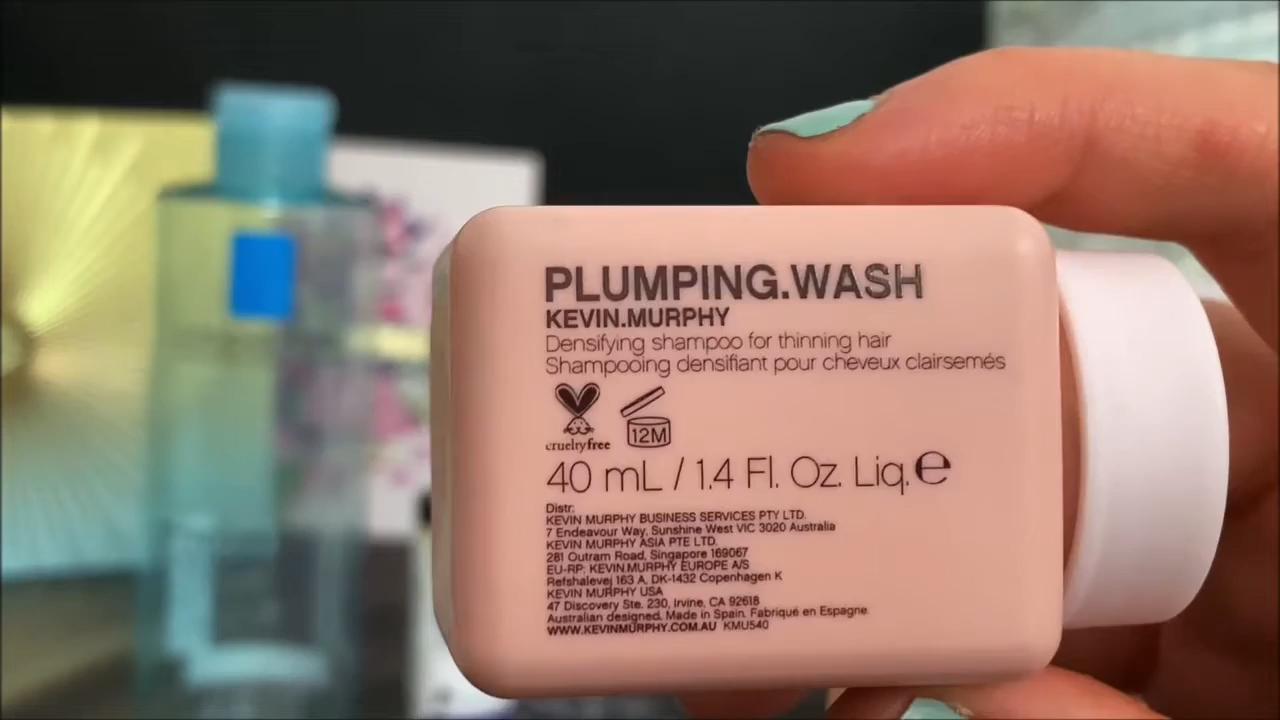 PLUMPING.WASH
KEVIN.MURPHY
Densifying shampoo for thinning hair
Shampooing densifiant pour cheveux clairsemés
crueltyfree
12M
40 mL / 1.4 Fl. Oz. Liq. e
Distr:
KEVIN MURPHY BUSINESS SERVICES PTY LTD.
7 Endeavour Way, Sunshine West VIC 3020 Australia
KEVIN MURPHY ASIA PTE LTD.
281 Outram Road, Singapore 169067
EU-RP: KEVIN.MURPHY EUROPE A/S
Refshalevej 163 A, DK-1432 Copenhagen K
KEVIN MURPHY USA
47 Discovery Ste. 230, Irvine, CA 92618
Australian designed. Made in Spain. Fabriqué en Espagne.
WWW.KEVINMURPHY.COM.AU KMU540